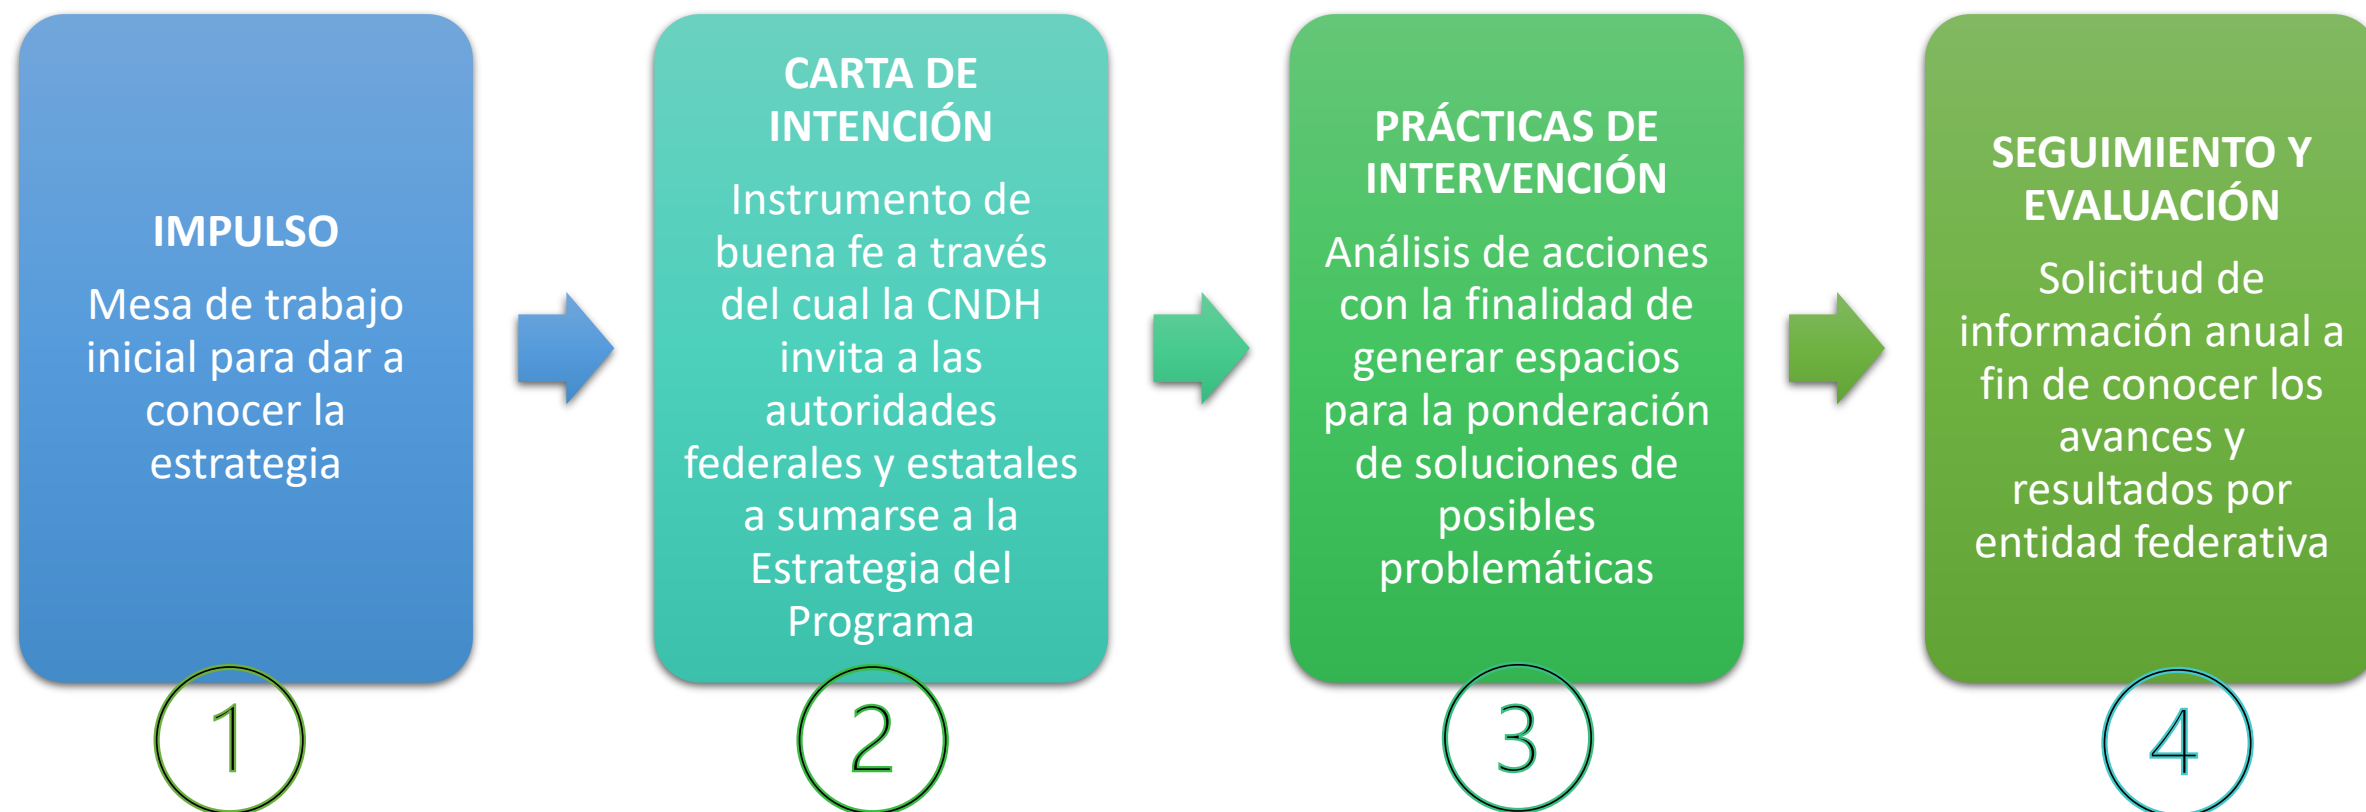 IMPULSO
Mesa de trabajo
inicial para dar a
conocer la
estrategia
1
CARTA DE
INTENCIÓN
Instrumento de
buena fe a través
del cual la CNDH
invita a las
autoridades
federales y estatales
a sumarse a la
Estrategia del
Programa
2
PRÁCTICAS DE
INTERVENCIÓN
Análisis de acciones
con la finalidad de
generar espacios
para la ponderación
de soluciones de
posibles
problemáticas
3
SEGUIMIENTO Y
EVALUACIÓN
Solicitud de
información anual a
fin de conocer los
avances y
resultados por
entidad federativa
4